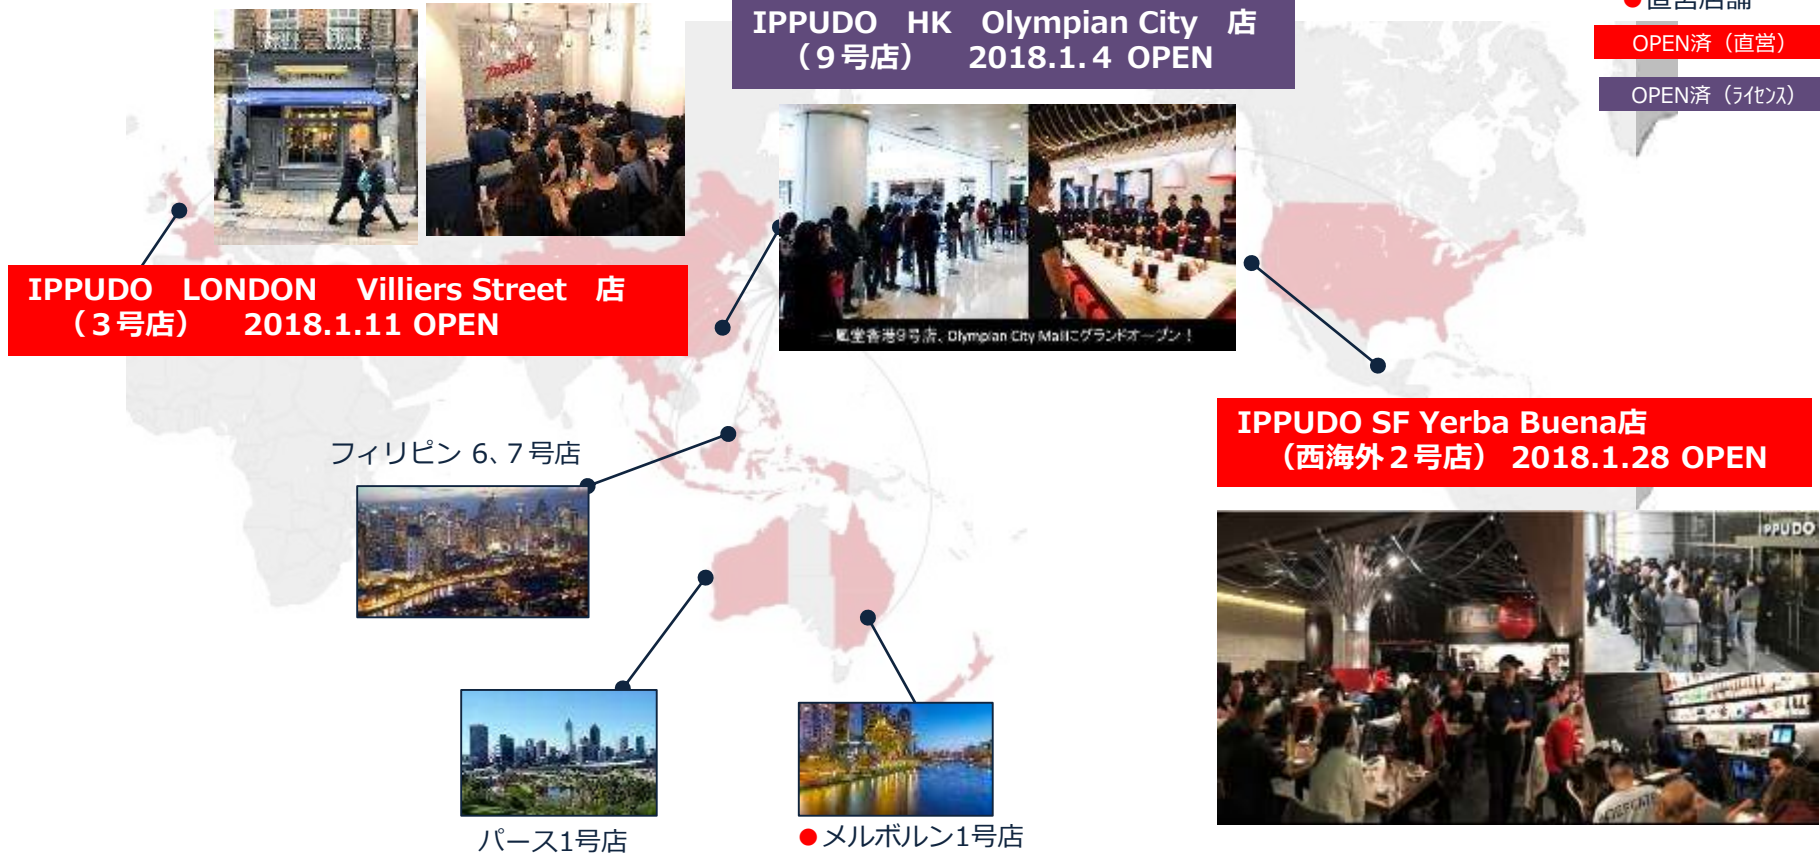 IPPUDO HK Olympian City 店
（９号店） 2018.1.４ OPEN
●直営店舗
OPEN済（直営）
OPEN済（ライセンス）
IPPUDO LONDON Villiers Street 店
（３号店） 2018.1.11 OPEN
一風堂香港9号店、Olympian City Mallにグランドオープン！
IPPUDO SF Yerba Buena店
（西海外２号店） 2018.1.28 OPEN
フィリピン 6、７号店
IPPUDO
パース1号店
●メルボルン1号店